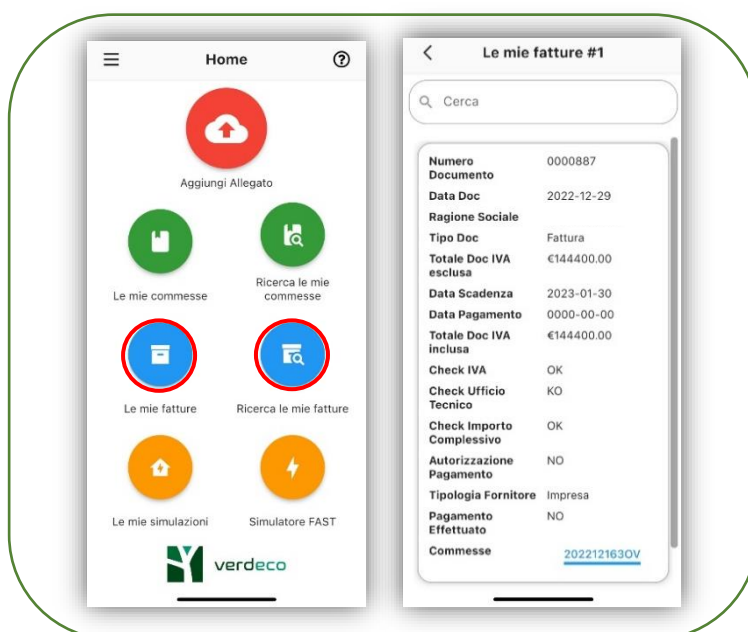 Home
Aggiungi Allegato
Le mie commesse
Ricerca le mie
commesse
Le mie fatture
Ricerca le mie fatture
Le mie simulazioni
Simulatore FAST
verdeco
Le mie fatture #1
Cerca
Numero
Documento
0000887
Data Doc
2022-12-29
Ragione Sociale
Tipo Doc
Fattura
Totale Doc IVA
esclusa
€144400.00
Data Scadenza
2023-01-30
Data Pagamento
0000-00-00
Totale Doc IVA
inclusa
€144400.00
Check IVA
OK
Check Ufficio
Tecnico
KO
Check Importo
Complessivo
OK
Autorizzazione
Pagamento
NO
Tipologia Fornitore
Impresa
Pagamento
Effettuato
NO
Commesse
202212163OV